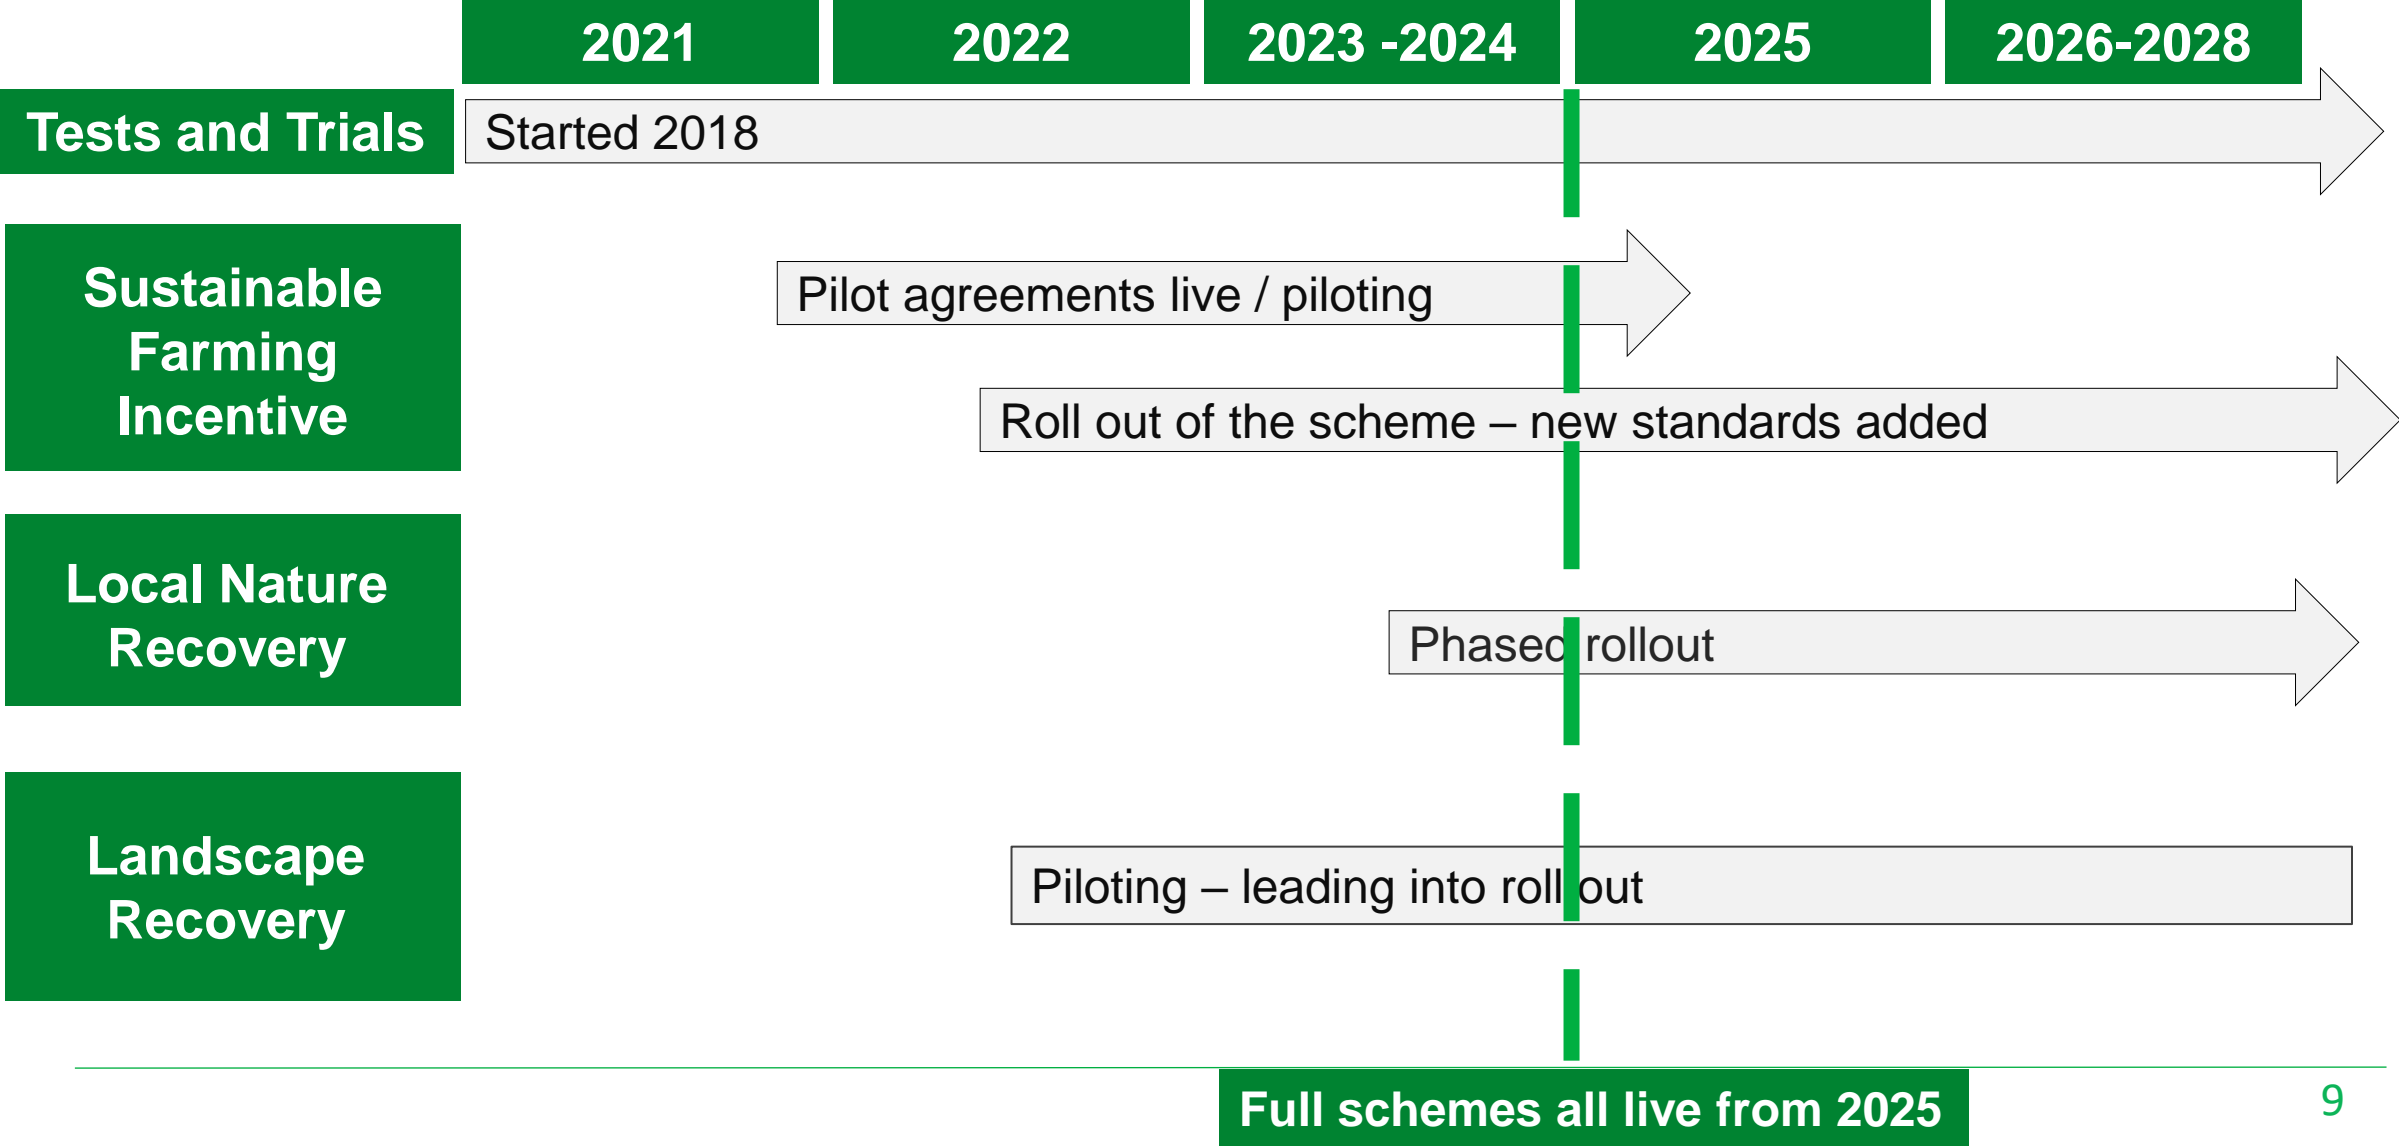 2021
2022
2023 -2024
2025
2026-2028
Tests and Trials
Started 2018
Sustainable
Farming
Incentive
Pilot agreements live / piloting
Roll out of the scheme – new standards added
Local Nature
Recovery
Phased rollout
Landscape
Recovery
Piloting – leading into roll out
Full schemes all live from 2025
9